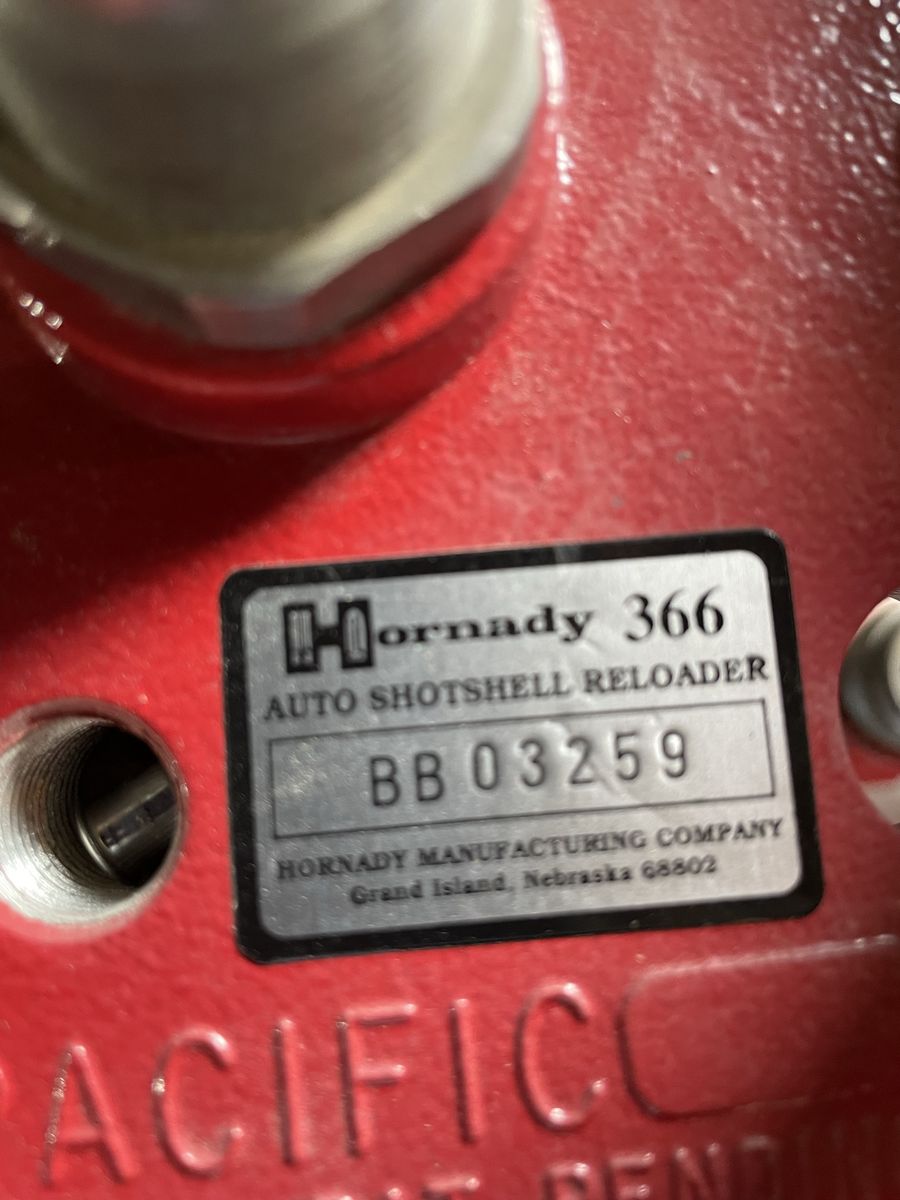 Hornady 366
AUTO SHOTSHELL RELOADER
BB03259
HORNADY MANUFACTURING COMPANY
Grand Island, Nebraska 68802
PACIFIC